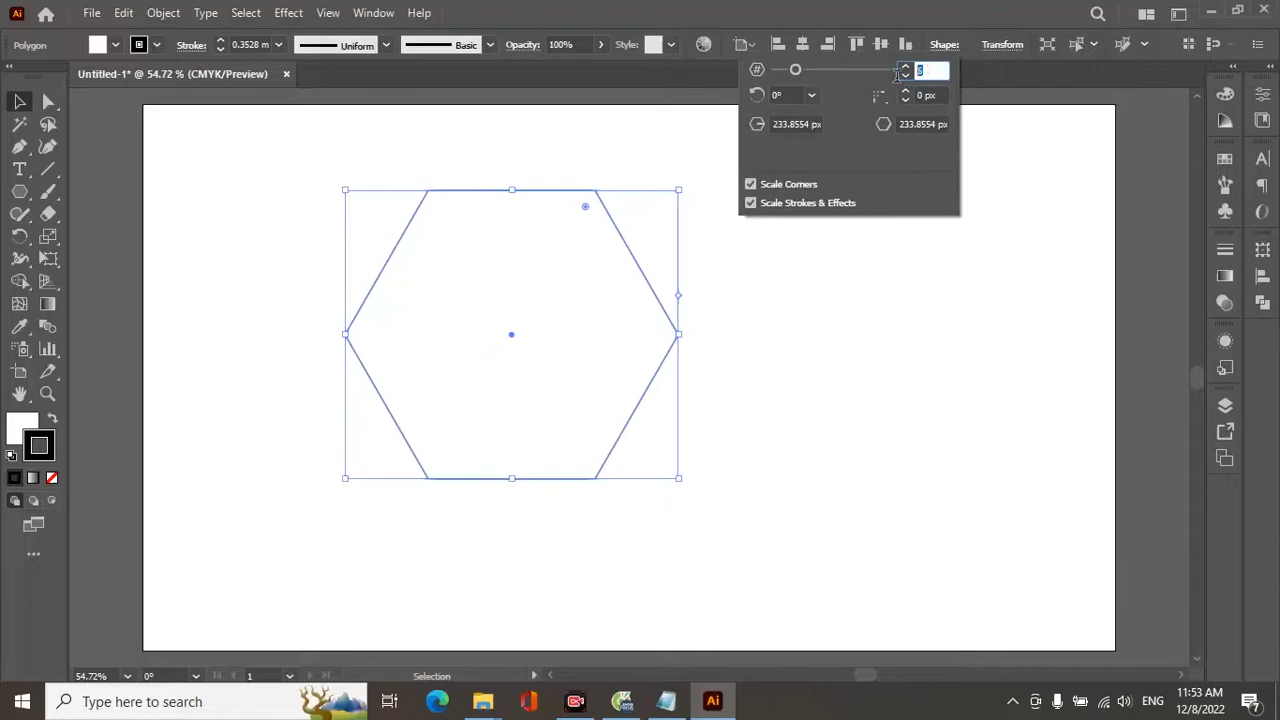 Ai File Edit Object Type Select Effect View Window Help
Polygon Stroke: 0.3528 m Uniform Basic Opacity: 100% Style: Shape: Transform
Untitled-1* @ 54.72 % (CMYK/Preview)
0° 0 px
233.8554 px 233.8554 px
Scale Corners
Scale Strokes & Effects
54.72% 0° 1 Selection
Type here to search
Ai
ENG
11:53 AM
12/8/2022
7